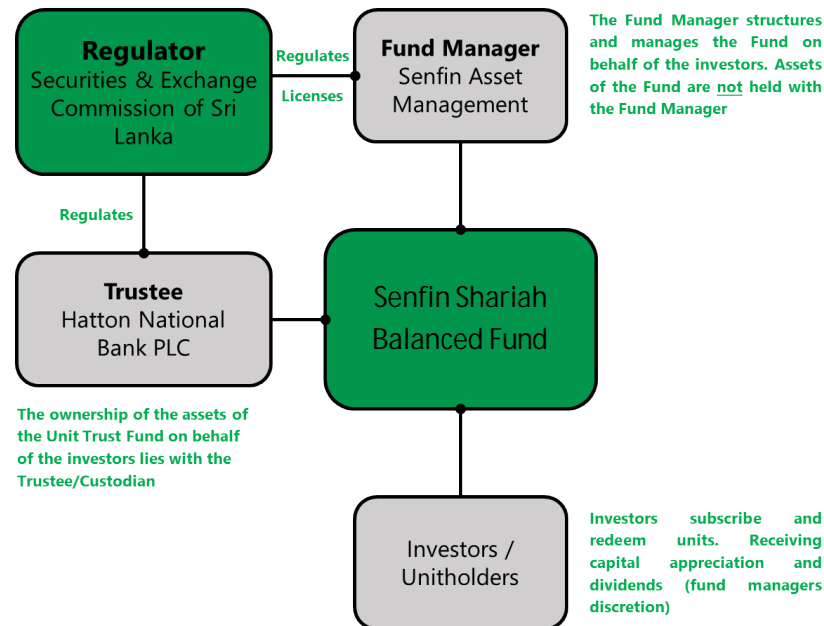 Regulator
Securities & Exchange
Commission of Sri
Lanka
Regulates
Licenses
Fund Manager
Senfin Asset
Management
The Fund Manager structures
and manages the Fund on
behalf of the investors. Assets
of the Fund are not held with
the Fund Manager
Regulates
Trustee
Hatton National
Bank PLC
Senfin Shariah
Balanced Fund
The ownership of the assets of
the Unit Trust Fund on behalf
of the investors lies with the
Trustee/Custodian
Investors /
Unitholders
Investors subscribe and
redeem units. Receiving
capital appreciation and
dividends (fund managers
discretion)